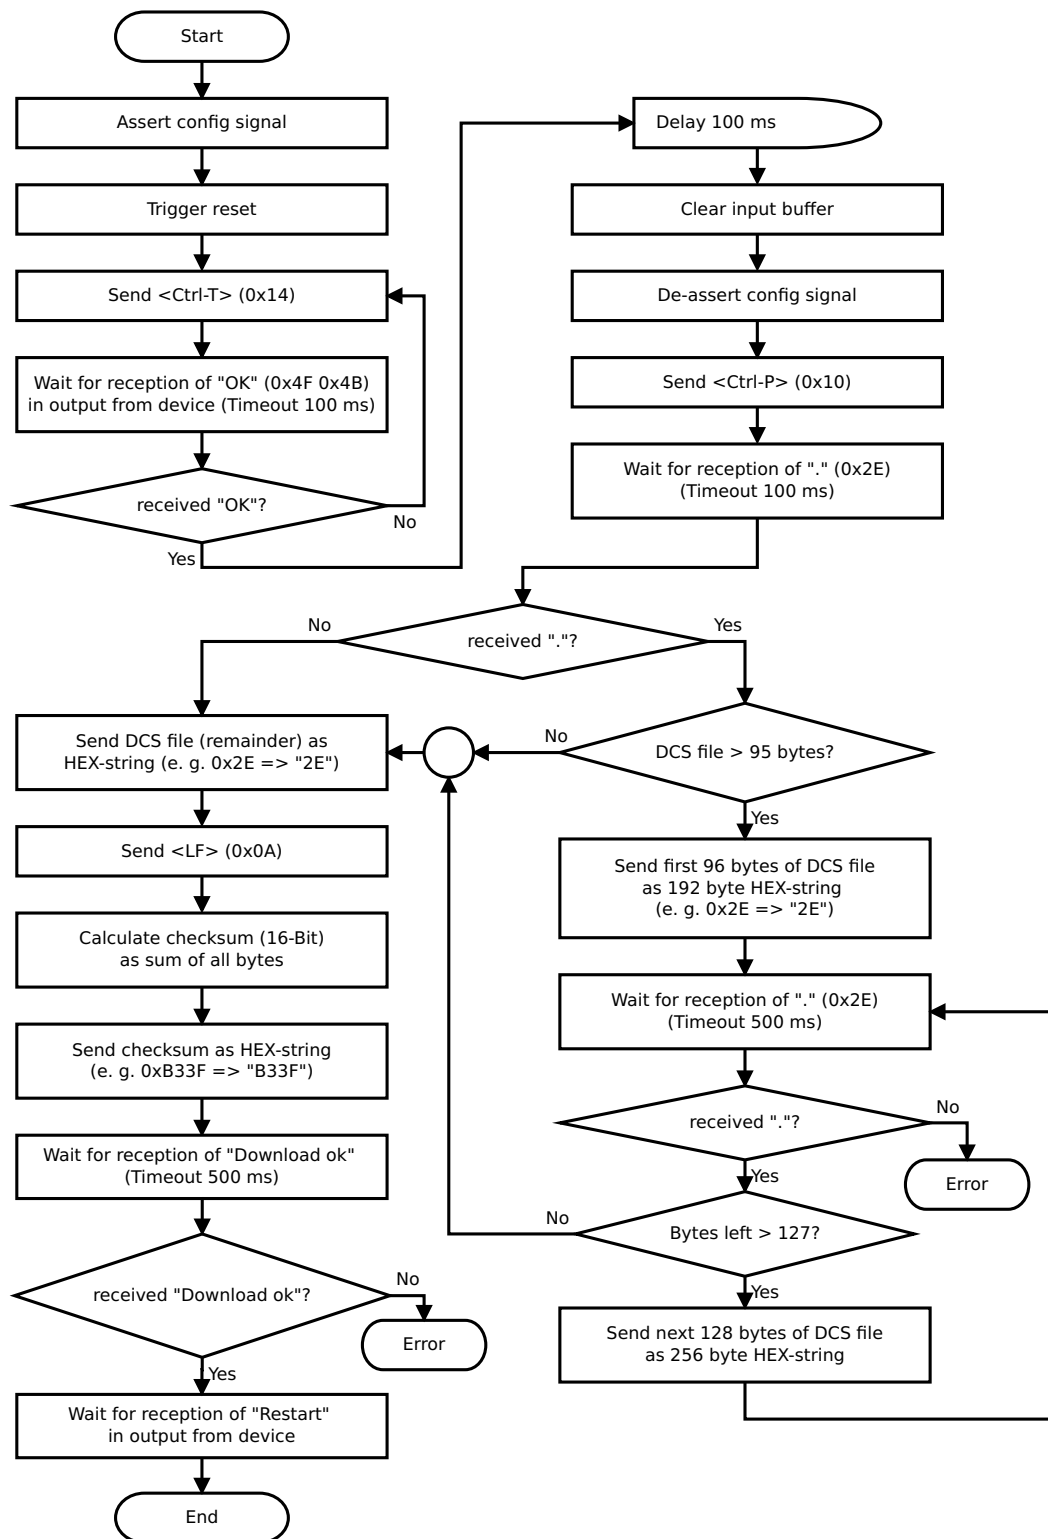 Start
Assert config signal
Trigger reset
Send <Ctrl-T> (0x14)
Wait for reception of "OK" (0x4F 0x4B)
in output from device (Timeout 100 ms)
received "OK"?
No
Yes
Delay 100 ms
Clear input buffer
De-assert config signal
Send <Ctrl-P> (0x10)
Wait for reception of "." (0x2E)
(Timeout 100 ms)
received "."?
No
Yes
DCS file > 95 bytes?
No
Yes
Send first 96 bytes of DCS file
as 192 byte HEX-string
(e. g. 0x2E => "2E")
Wait for reception of "." (0x2E)
(Timeout 500 ms)
received "."?
No
Error
Yes
Bytes left > 127?
No
Yes
Send next 128 bytes of DCS file
as 256 byte HEX-string
Send DCS file (remainder) as
HEX-string (e. g. 0x2E => "2E")
Send <LF> (0x0A)
Calculate checksum (16-Bit)
as sum of all bytes
Send checksum as HEX-string
(e. g. 0xB33F => "B33F")
Wait for reception of "Download ok"
(Timeout 500 ms)
received "Download ok"?
No
Error
Yes
Wait for reception of "Restart"
in output from device
End